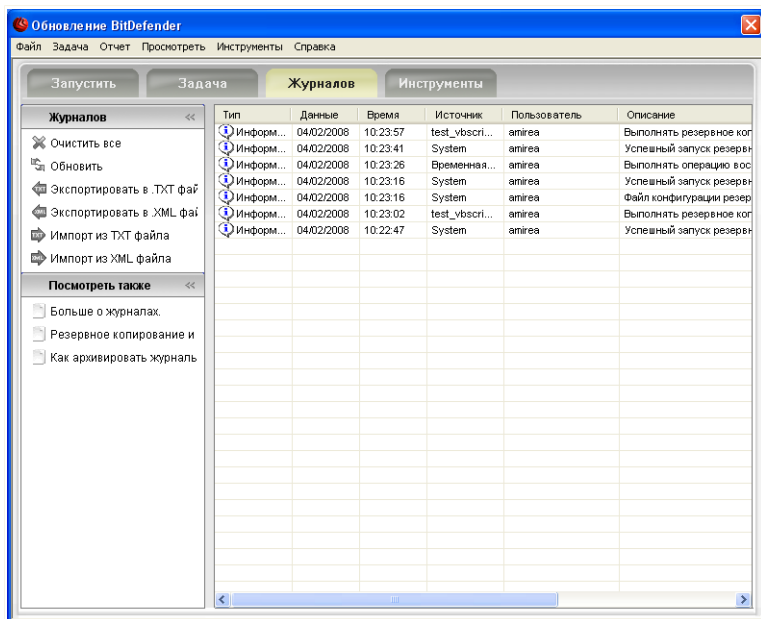 Обновление BitDefender
Файл Задача Отчет Просмотреть Инструменты Справка
Запустить Задача Журналов Инструменты
Журналов
Очистить все
Обновить
Экспортировать в .TXT фай
Экспортировать в .XML фай
Импорт из TXT файла
Импорт из XML файла
Посмотреть также
Больше о журналах.
Резервное копирование и
Как архивировать журналь
Тип Данные Время Источник Пользователь Описание
Информ... 04/02/2008 10:23:57 test_vbscri... amirea Выполнять резервное коп
Информ... 04/02/2008 10:23:41 System amirea Успешный запуск резервн
Информ... 04/02/2008 10:23:26 Временная... amirea Выполнять операцию вос
Информ... 04/02/2008 10:23:16 System amirea Успешный запуск резервн
Информ... 04/02/2008 10:23:16 System amirea Файл конфигурации резер
Информ... 04/02/2008 10:23:02 test_vbscri... amirea Выполнять резервное коп
Информ... 04/02/2008 10:22:47 System amirea Успешный запуск резервн